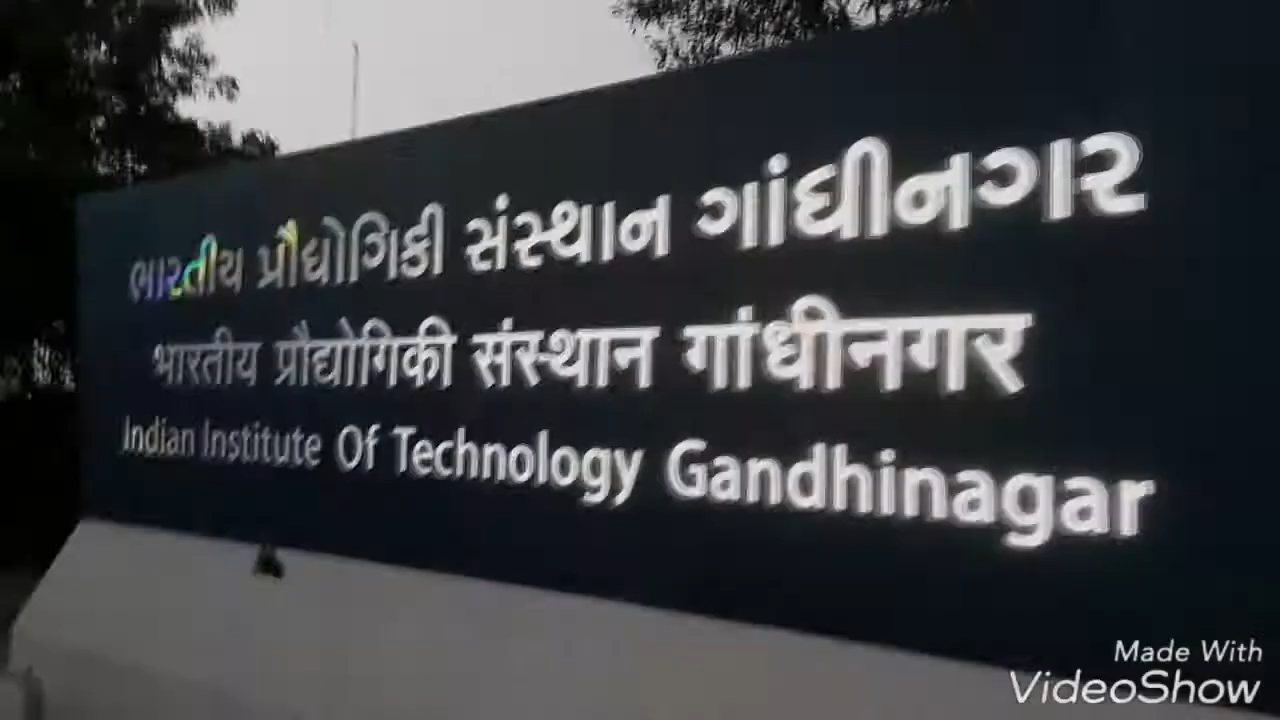 ભારતીય પ્રૌદ્યોગિકી સંસ્થાન ગાંધીનગર
भारतीय प्रौद्योगिकी संस्थान गांधीनगर
Indian Institute Of Technology Gandhinagar
Made With
VideoShow